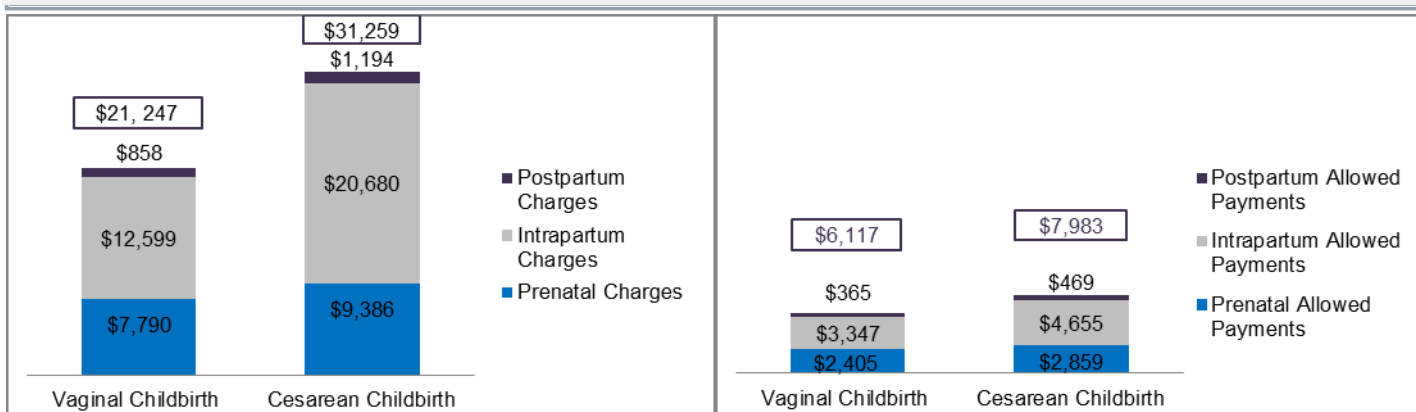 $31,259
$1,194
$21, 247
$858
$20,680
$12,599
$9,386
$7,790
Vaginal Childbirth
Cesarean Childbirth
Postpartum
Charges
Intrapartum
Charges
Prenatal Charges
$7,983
$6,117
$469
$365
$4,655
$3,347
$2,859
$2,405
Vaginal Childbirth
Cesarean Childbirth
Postpartum Allowed
Payments
Intrapartum Allowed
Payments
Prenatal Allowed
Payments